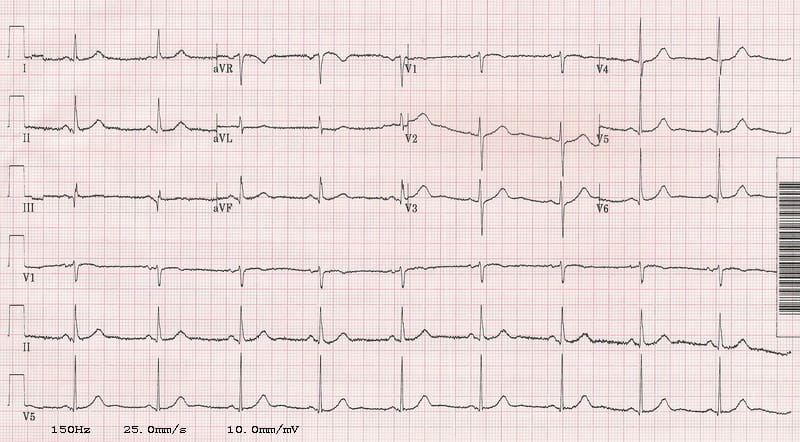 I aVR V1 V4
II aVL V2 V5
III aVF V3 V6
V1
II
V5
150Hz 25.0mm/s 10.0mm/mV